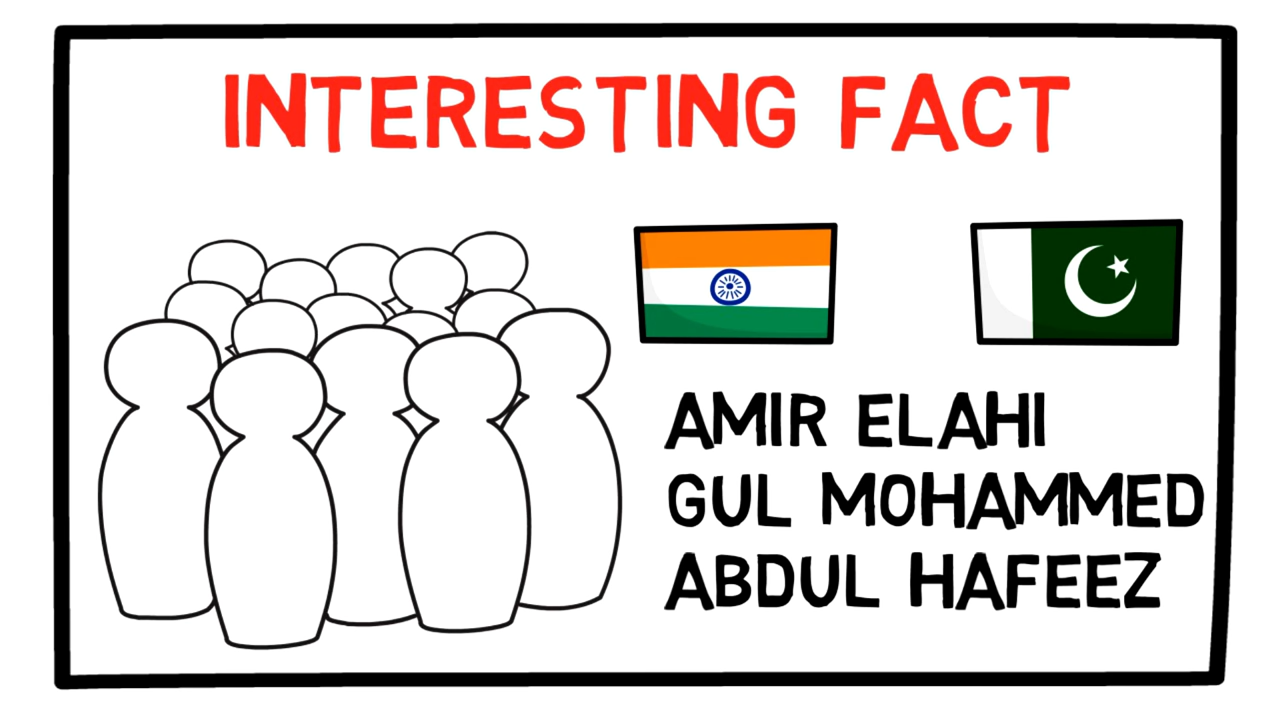 INTERESTING FACT
AMIR ELAHI
GUL MOHAMMED
ABDUL HAFEEZ